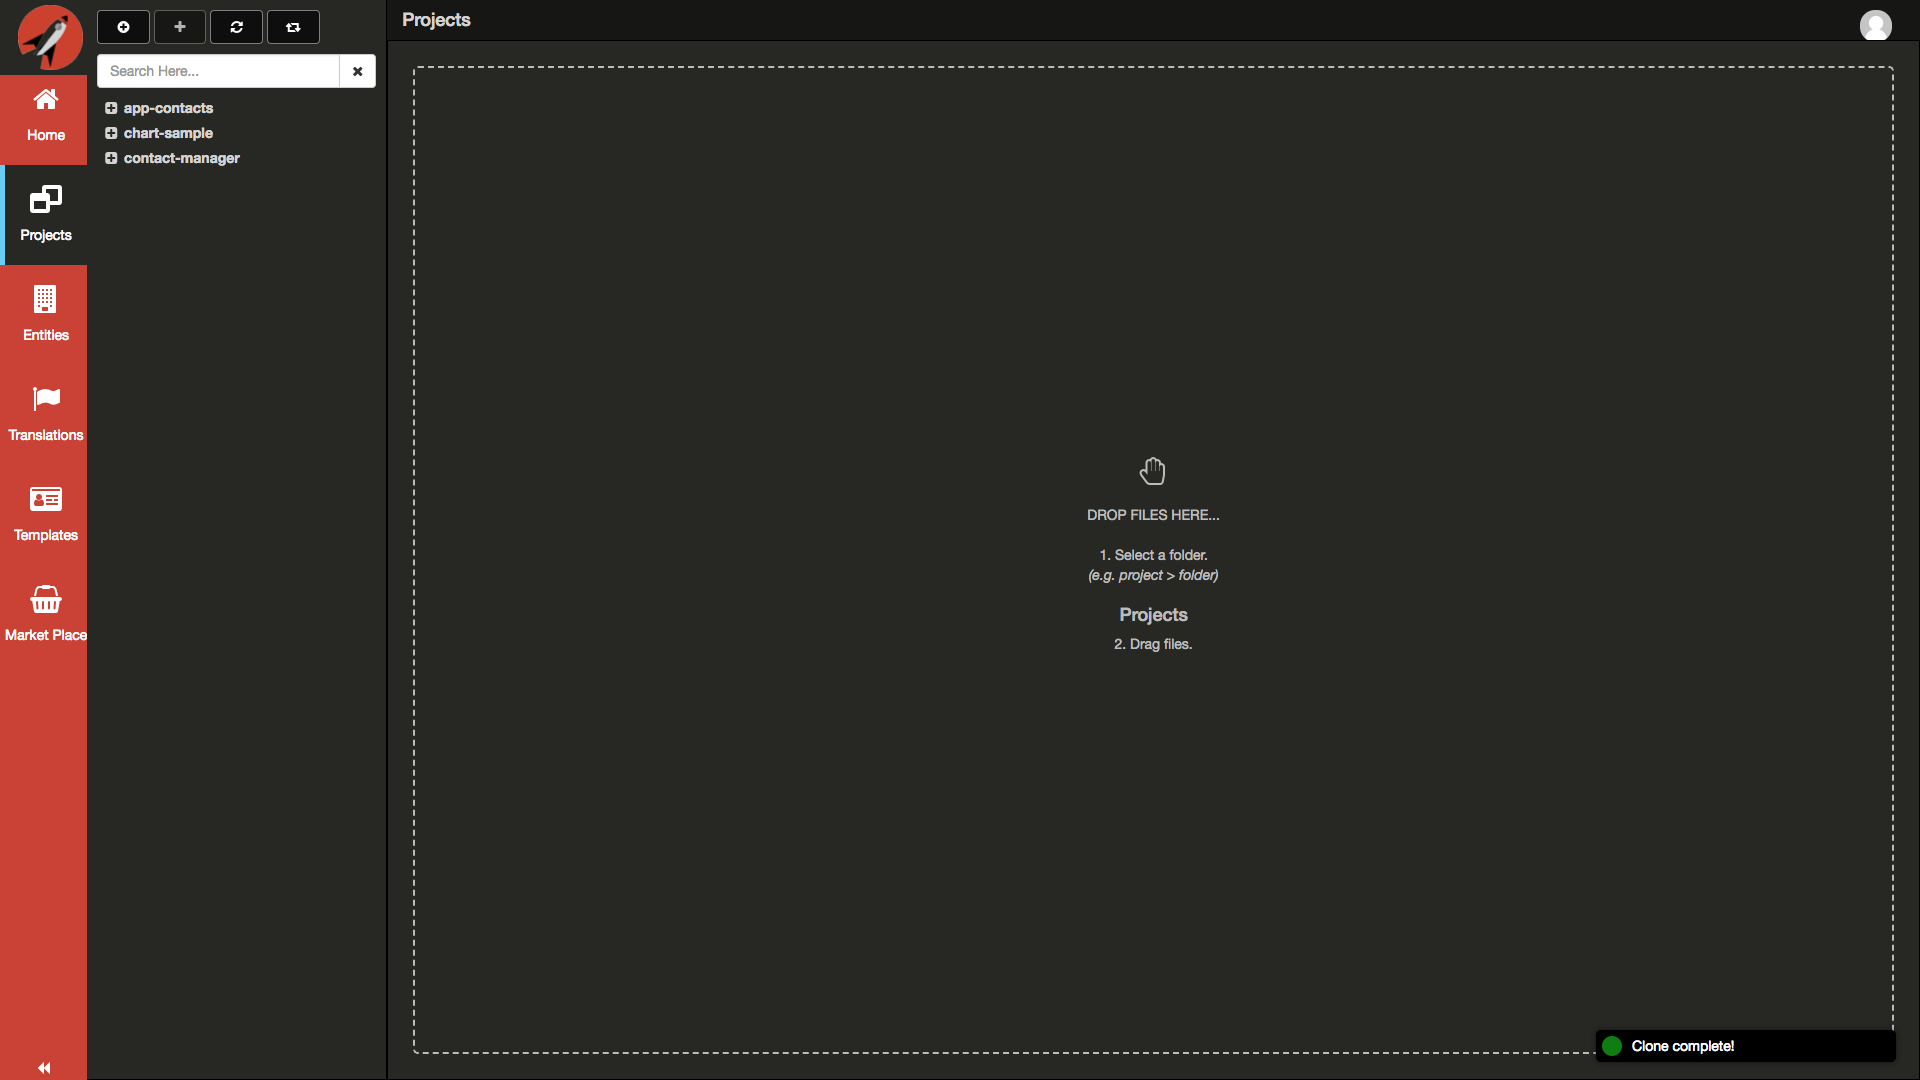 Projects
Search Here...
app-contacts
chart-sample
contact-manager
Home
Projects
Entities
Translations
Templates
Market Place
DROP FILES HERE...
1. Select a folder.
(e.g. project > folder)
Projects
2. Drag files.
Clone complete!